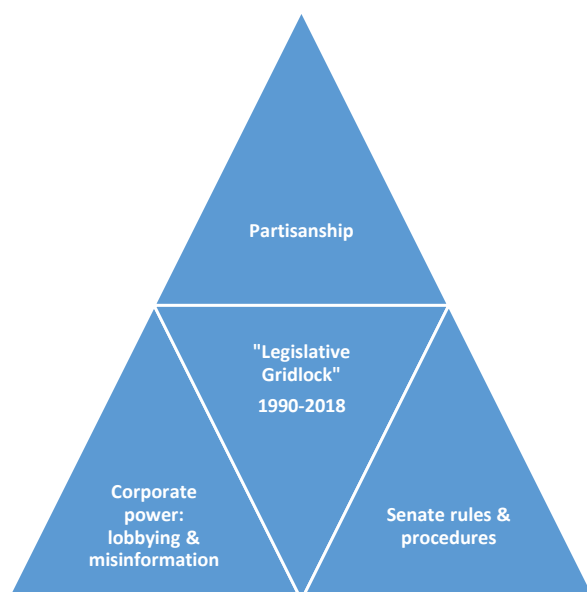 Partisanship
"Legislative
Gridlock"
1990-2018
Corporate
power:
lobbying &
misinformation
Senate rules &
procedures